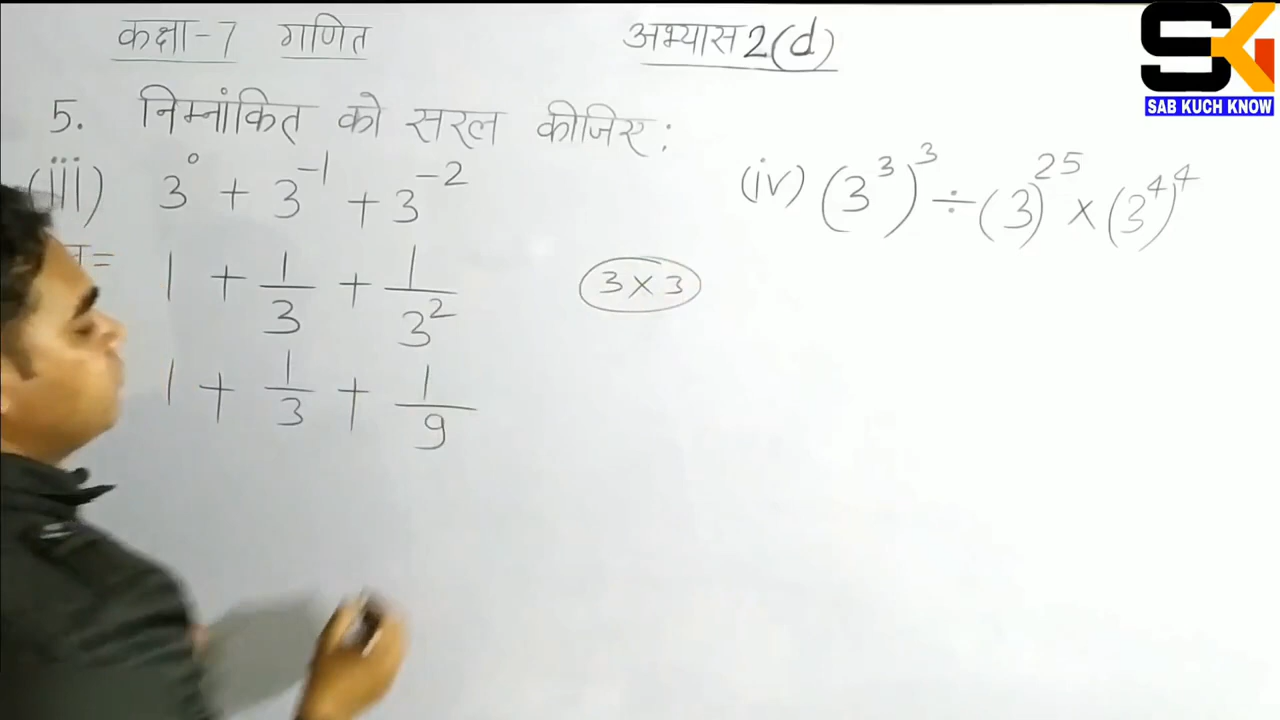 कक्षा-7 गणित अभ्यास 2(d)
SK
SAB KUCH KNOW
5. निम्नांकित को सरल कीजिए:
(iii) 3° + 3⁻¹ + 3⁻²
(iv) (3³)³ ÷ (3)²⁵ × (3⁴)⁴
= 1 + 1/3 + 1/3²
3 × 3
1 + 1/3 + 1/9